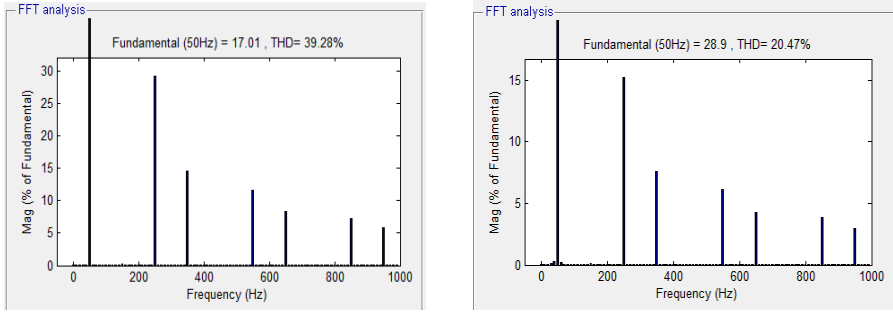 FFT analysis
Fundamental (50Hz) = 17.01 , THD= 39.28%
30
25
20
15
10
5
0
Mag (% of Fundamental)
0 200 400 600 800 1000
Frequency (Hz)
FFT analysis
Fundamental (50Hz) = 28.9 , THD= 20.47%
15
10
5
0
Mag (% of Fundamental)
0 200 400 600 800 1000
Frequency (Hz)